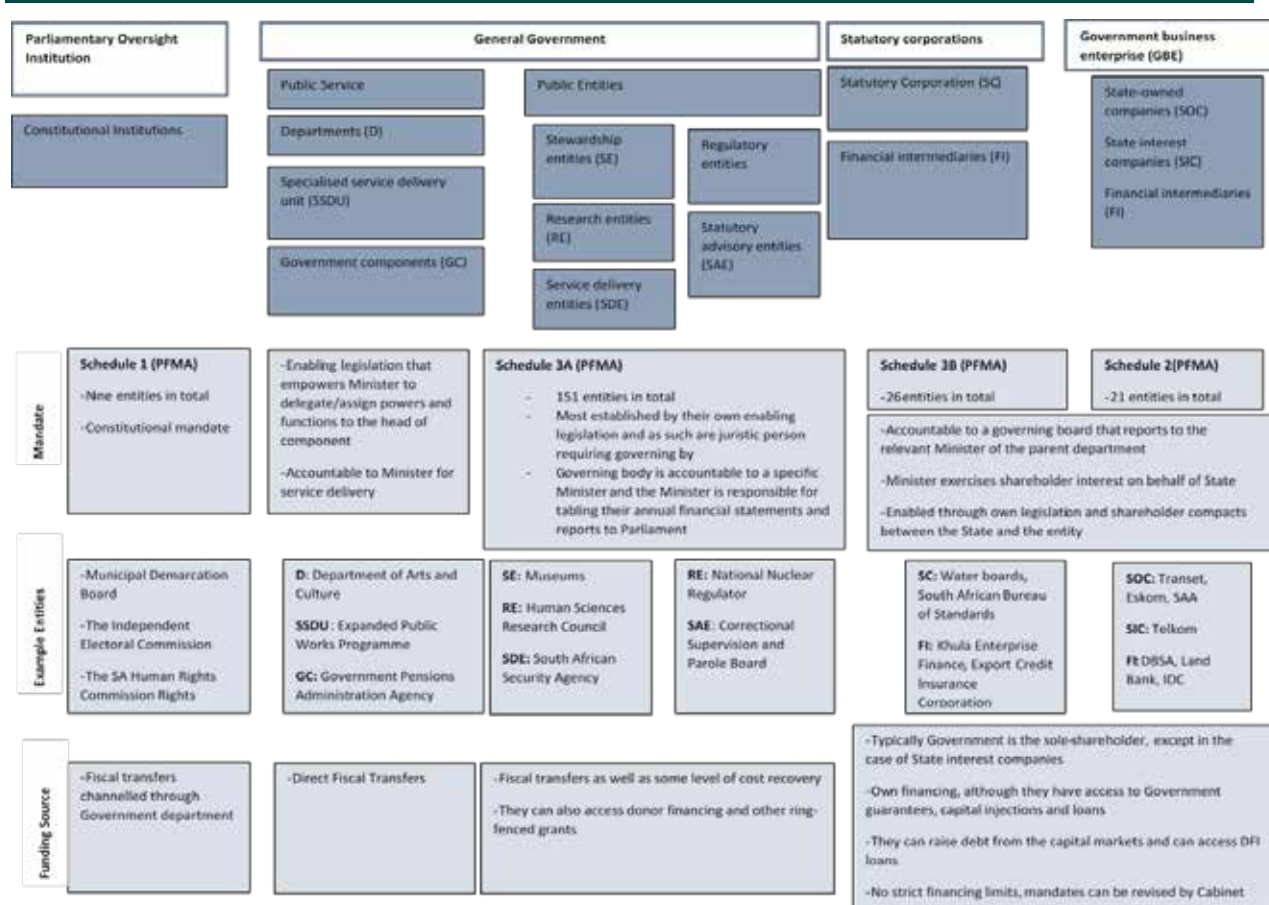 Parliamentary Oversight
Institution
General Government
Statutory corporations
Government business
enterprise (GBE)
Constitutional Institutions
Public Service
Departments (D)
Specialised service delivery
unit (SSDU)
Government components (GC)
Public Entities
Stewardship
entities (SE)
Research entities
(RE)
Service delivery
entities (SDE)
Regulatory
entities
Statutory
advisory entities
(SAE)
Statutory Corporation (SC)
Financial intermediaries (FI)
State-owned
companies (SOC)
State interest
companies (SIC)
Financial intermediaries
(FI)
Mandate
Schedule 1 (PFMA)
-Nine entities in total
-Constitutional mandate
-Enabling legislation that
empowers Minister to
delegate/assign powers and
functions to the head of
component
-Accountable to Minister for
service delivery
Schedule 3A (PFMA)
- 151 entities in total
- Most established by their own enabling
legislation and as such are juristic person
requiring governing by
- Governing body is accountable to a specific
Minister and the Minister is responsible for
tabling their annual financial statements and
reports to Parliament
Schedule 3B (PFMA)
-26entities in total
Schedule 2(PFMA)
-21 entities in total
-Accountable to a governing board that reports to the
relevant Minister of the parent department
-Minister exercises shareholder interest on behalf of State
-Enabled through own legislation and shareholder compacts
between the State and the entity
Example Entities
-Municipal Demarcation
Board
-The Independent
Electoral Commission
-The SA Human Rights
Commission Rights
D: Department of Arts and
Culture
SSDU: Expanded Public
Works Programme
GC: Government Pensions
Administration Agency
SE: Museums
RE: Human Sciences
Research Council
SDE: South African
Security Agency
RE: National Nuclear
Regulator
SAE: Correctional
Supervision and
Parole Board
SC: Water boards,
South African Bureau
of Standards
FI: Khula Enterprise
Finance, Export Credit
Insurance
Corporation
SOC: Transet,
Eskom, SAA
SIC: Telkom
FI:DBSA, Land
Bank, IDC
Funding Source
-Fiscal transfers
channelled through
Government department
-Direct Fiscal Transfers
-Fiscal transfers as well as some level of cost recovery
-They can also access donor financing and other ring-
fenced grants
-Typically Government is the sole-shareholder, except in the
case of State interest companies
-Own financing, although they have access to Government
guarantees, capital injections and loans
-They can raise debt from the capital markets and can access DFI
loans
-No strict financing limits, mandates can be revised by Cabinet